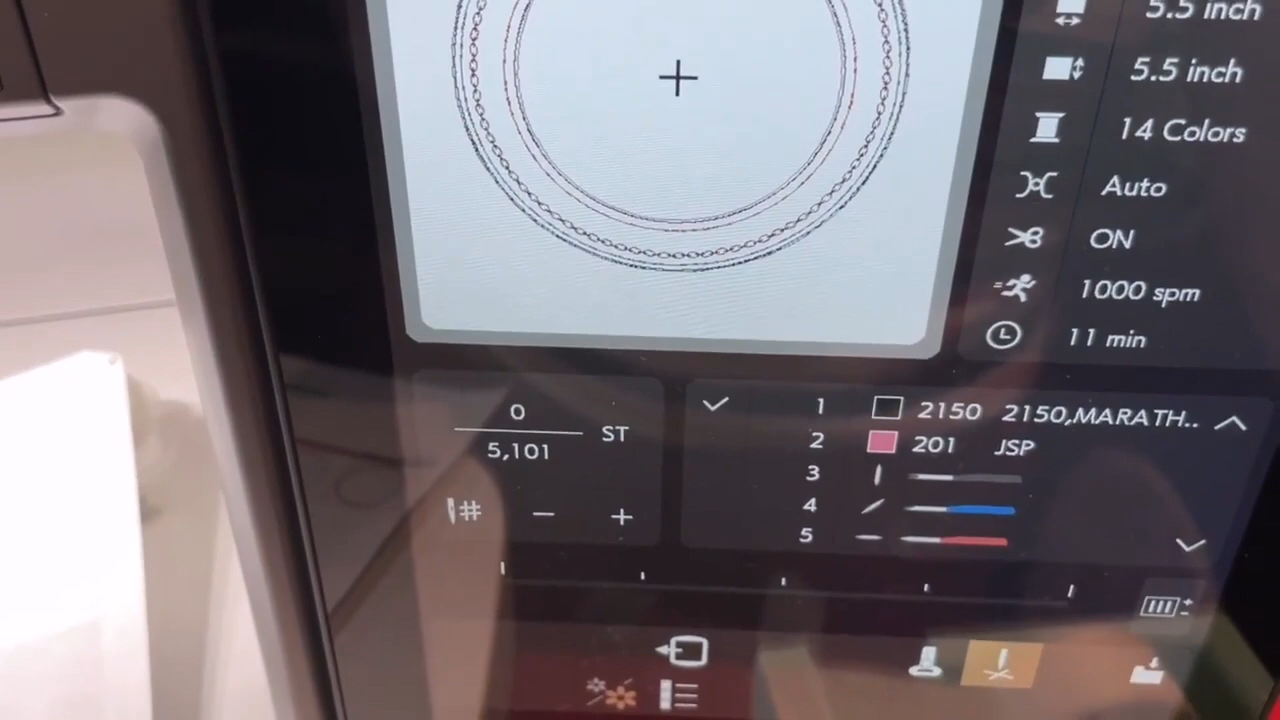 5.5 inch
5.5 inch
14 Colors
Auto
ON
1000 spm
11 min
0
5,101
ST
#
− +
1 2150 2150,MARATH..
2 201 JSP
3
4
5